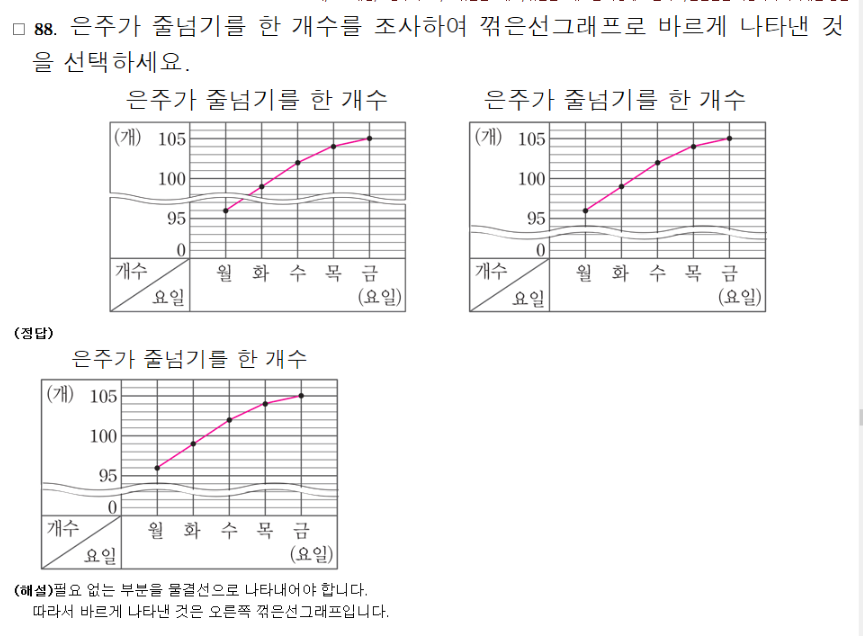 □ 88. 은주가 줄넘기를 한 개수를 조사하여 꺾은선그래프로 바르게 나타낸 것
을 선택하세요.
은주가 줄넘기를 한 개수
(개) 105
100
95
0
개수 월 화 수 목 금
요일 (요일)
은주가 줄넘기를 한 개수
(개) 105
100
95
0
개수 월 화 수 목 금
요일 (요일)
(정답)
은주가 줄넘기를 한 개수
(개) 105
100
95
0
개수 월 화 수 목 금
요일 (요일)
(해설)필요 없는 부분을 물결선으로 나타내어야 합니다.
따라서 바르게 나타낸 것은 오른쪽 꺾은선그래프입니다.